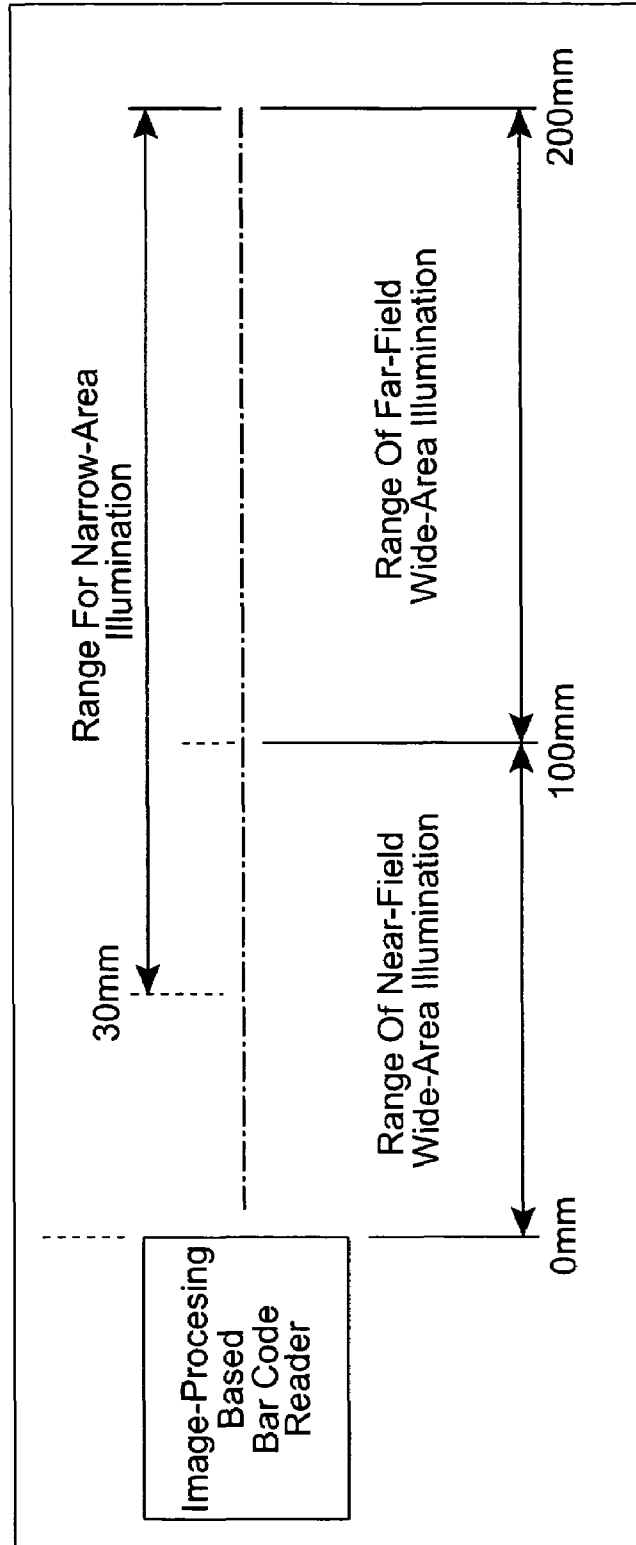 Image-Procesing
Based
Bar Code
Reader
30mm
Range For Narrow-Area
Illumination
Range Of Near-Field
Wide-Area Illumination
Range Of Far-Field
Wide-Area Illumination
0mm
100mm
200mm